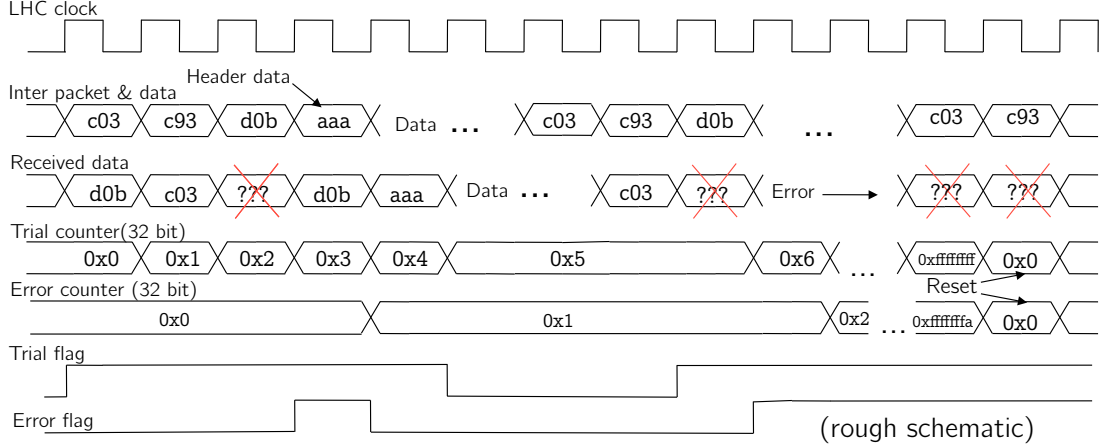 LHC clock
Header data
Inter packet & data
c03 c93 d0b aaa Data ... c03 c93 d0b ... c03 c93
Received data
d0b c03 ??? d0b aaa Data ... c03 ??? Error ??? ???
Trial counter(32 bit)
0x0 0x1 0x2 0x3 0x4 0x5 0x6 ... 0xffffffff 0x0
Reset
Error counter (32 bit)
0x0 0x1 0x2 ... 0xfffffffa 0x0
Trial flag
Error flag
(rough schematic)